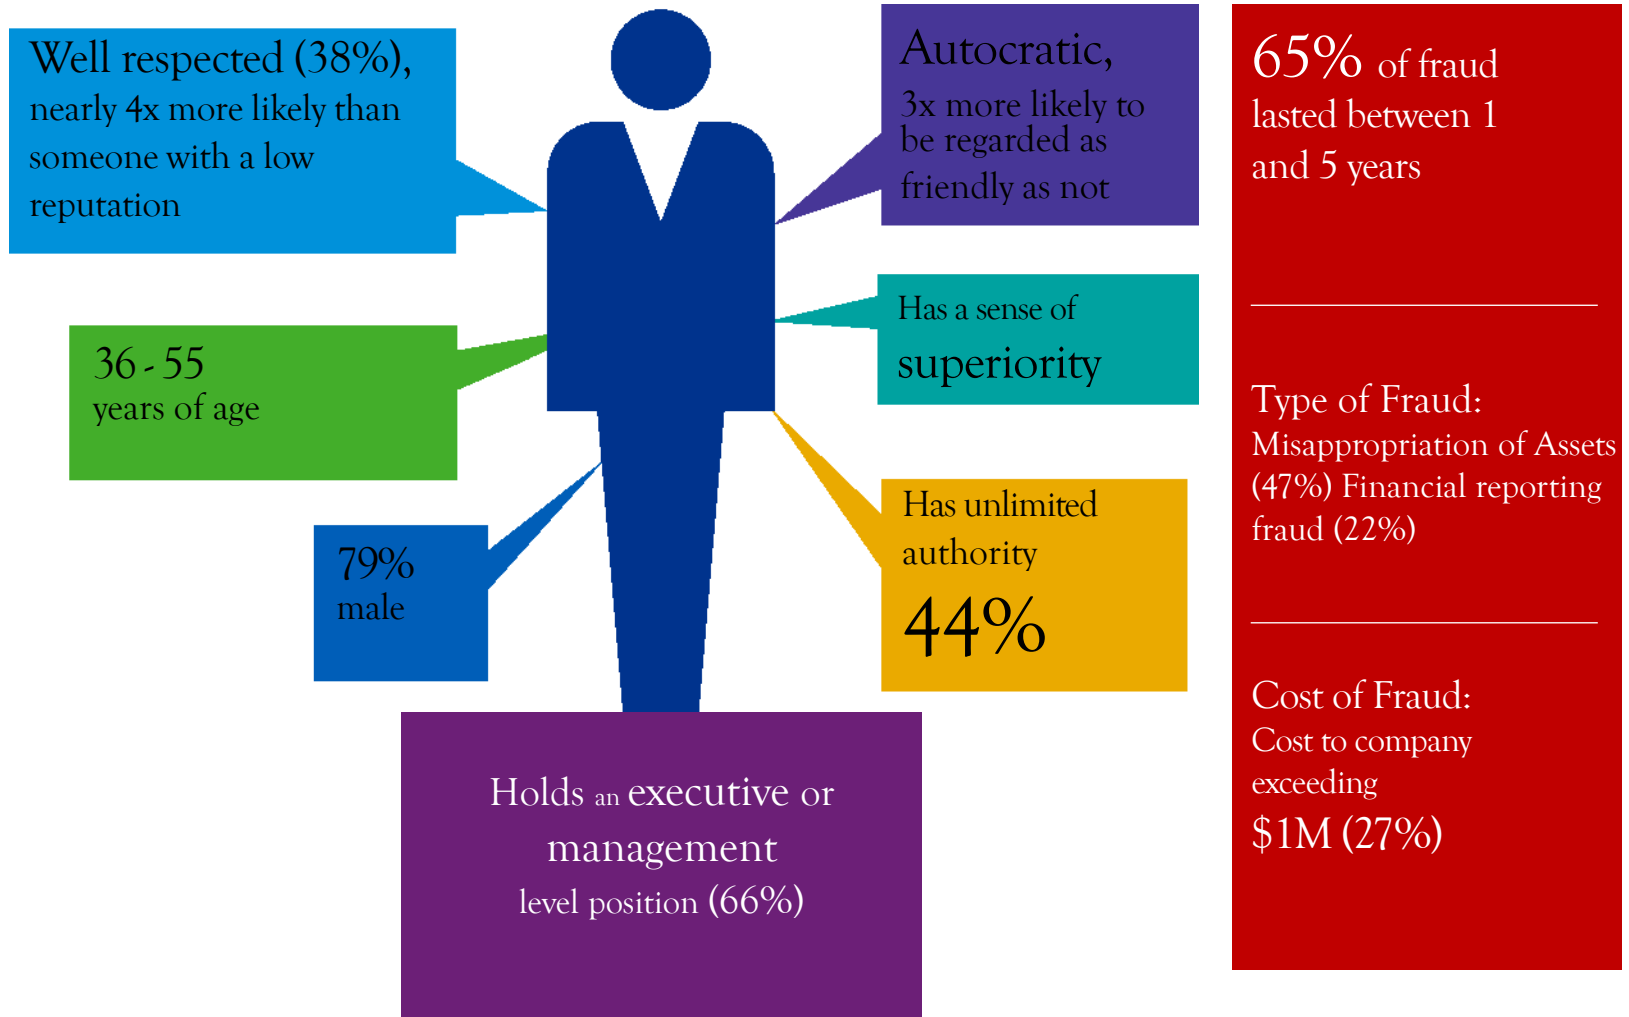 Well respected (38%),
nearly 4x more likely than
someone with a low
reputation
36 - 55
years of age
79%
male
Autocratic,
3x more likely to
be regarded as
friendly as not
Has a sense of
superiority
Has unlimited
authority
44%
Holds an executive or
management
level position (66%)
65% of fraud
lasted between 1
and 5 years
Type of Fraud:
Misappropriation of Assets
(47%) Financial reporting
fraud (22%)
Cost of Fraud:
Cost to company
exceeding
$1M (27%)